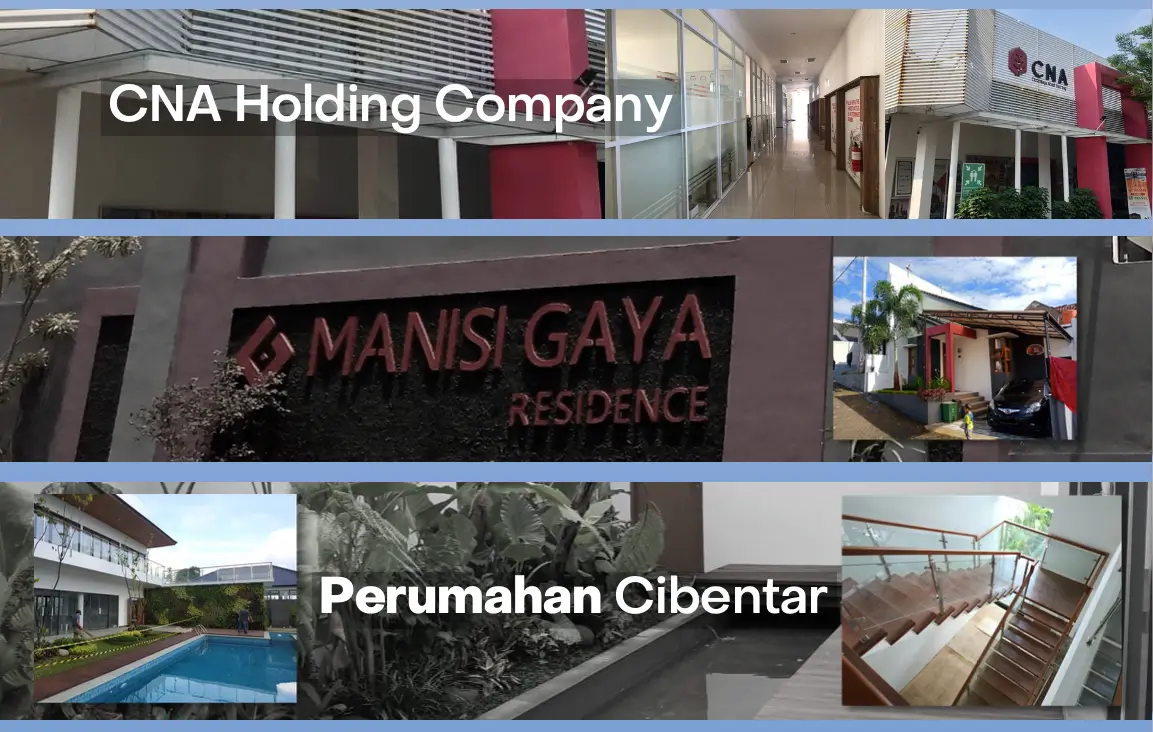 CNA Holding Company
CNA
MANISI GAYA
RESIDENCE
Perumahan Cibentar